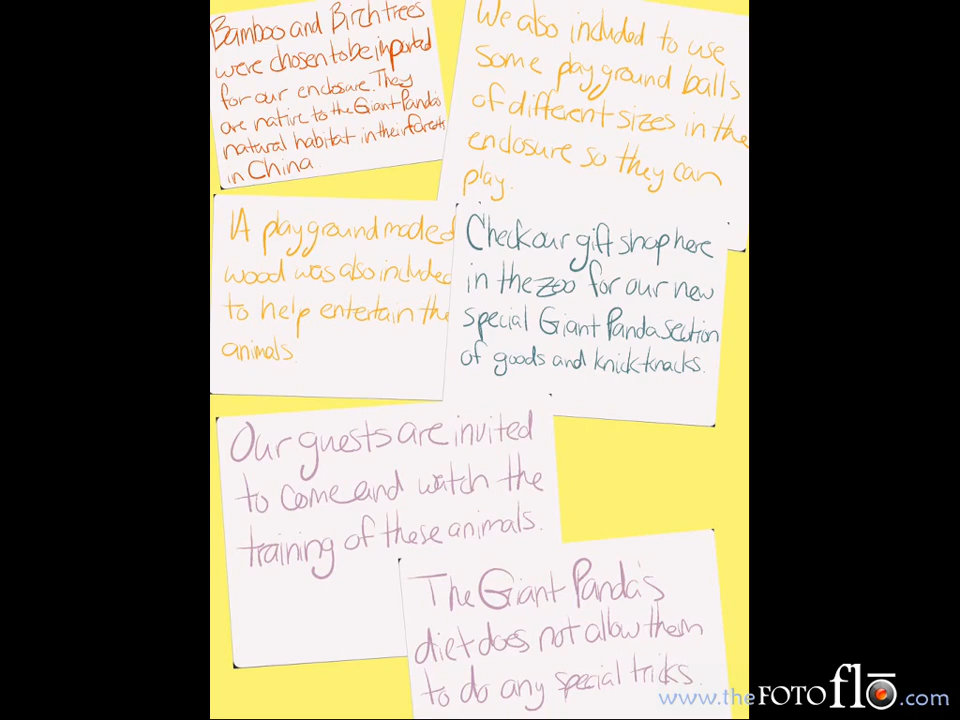 Bamboo and Birch trees
were chosen to be imported
for our enclosure. They
are native to the Giant Panda's
natural habitat in their forests
in China.
We also included to use
some playground balls
of different sizes in the
enclosure so they can
play.
A playground made of
wood was also included
to help entertain the
animals.
Check our gift shop here
in the zoo for our new
special Giant Panda section
of goods and knick-knacks.
Our guests are invited
to come and watch the
training of these animals.
The Giant Panda's
diet does not allow them
to do any special tricks.
www.theFOTOflō.com